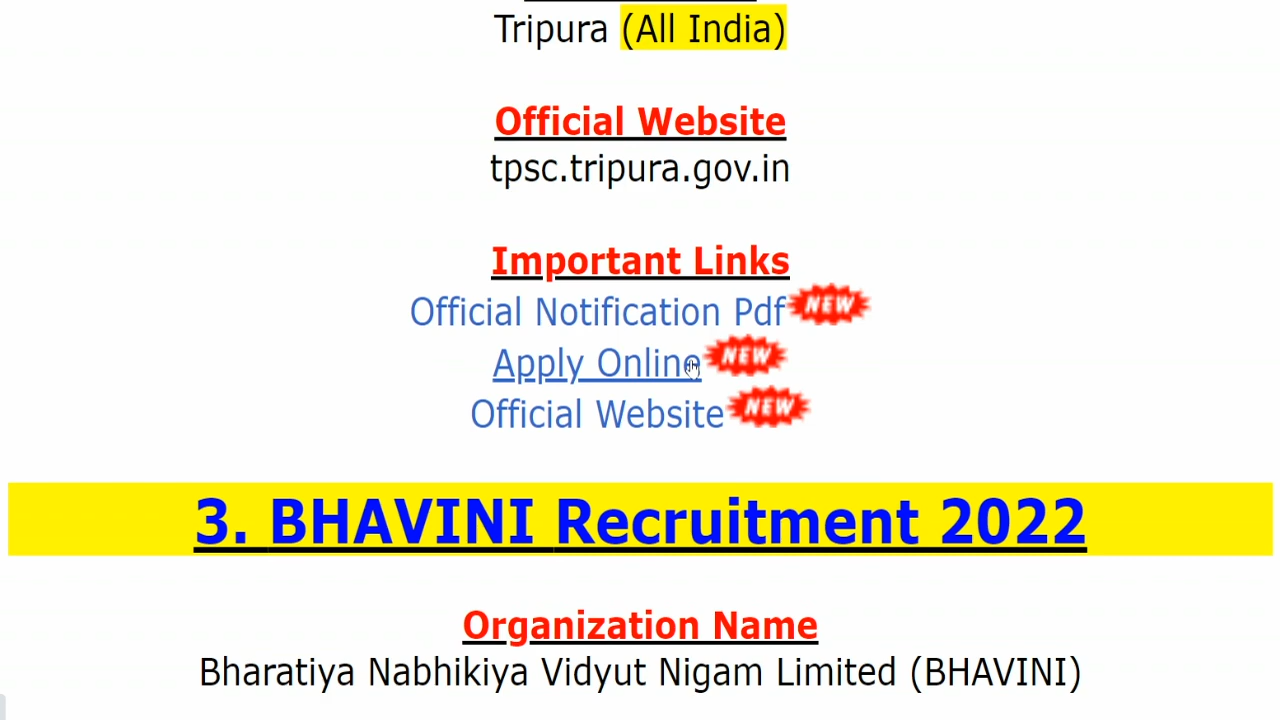 Tripura (All India)
Official Website
tpsc.tripura.gov.in
Important Links
Official Notification Pdf NEW
Apply Online NEW
Official Website NEW
3. BHAVINI Recruitment 2022
Organization Name
Bharatiya Nabhikiya Vidyut Nigam Limited (BHAVINI)